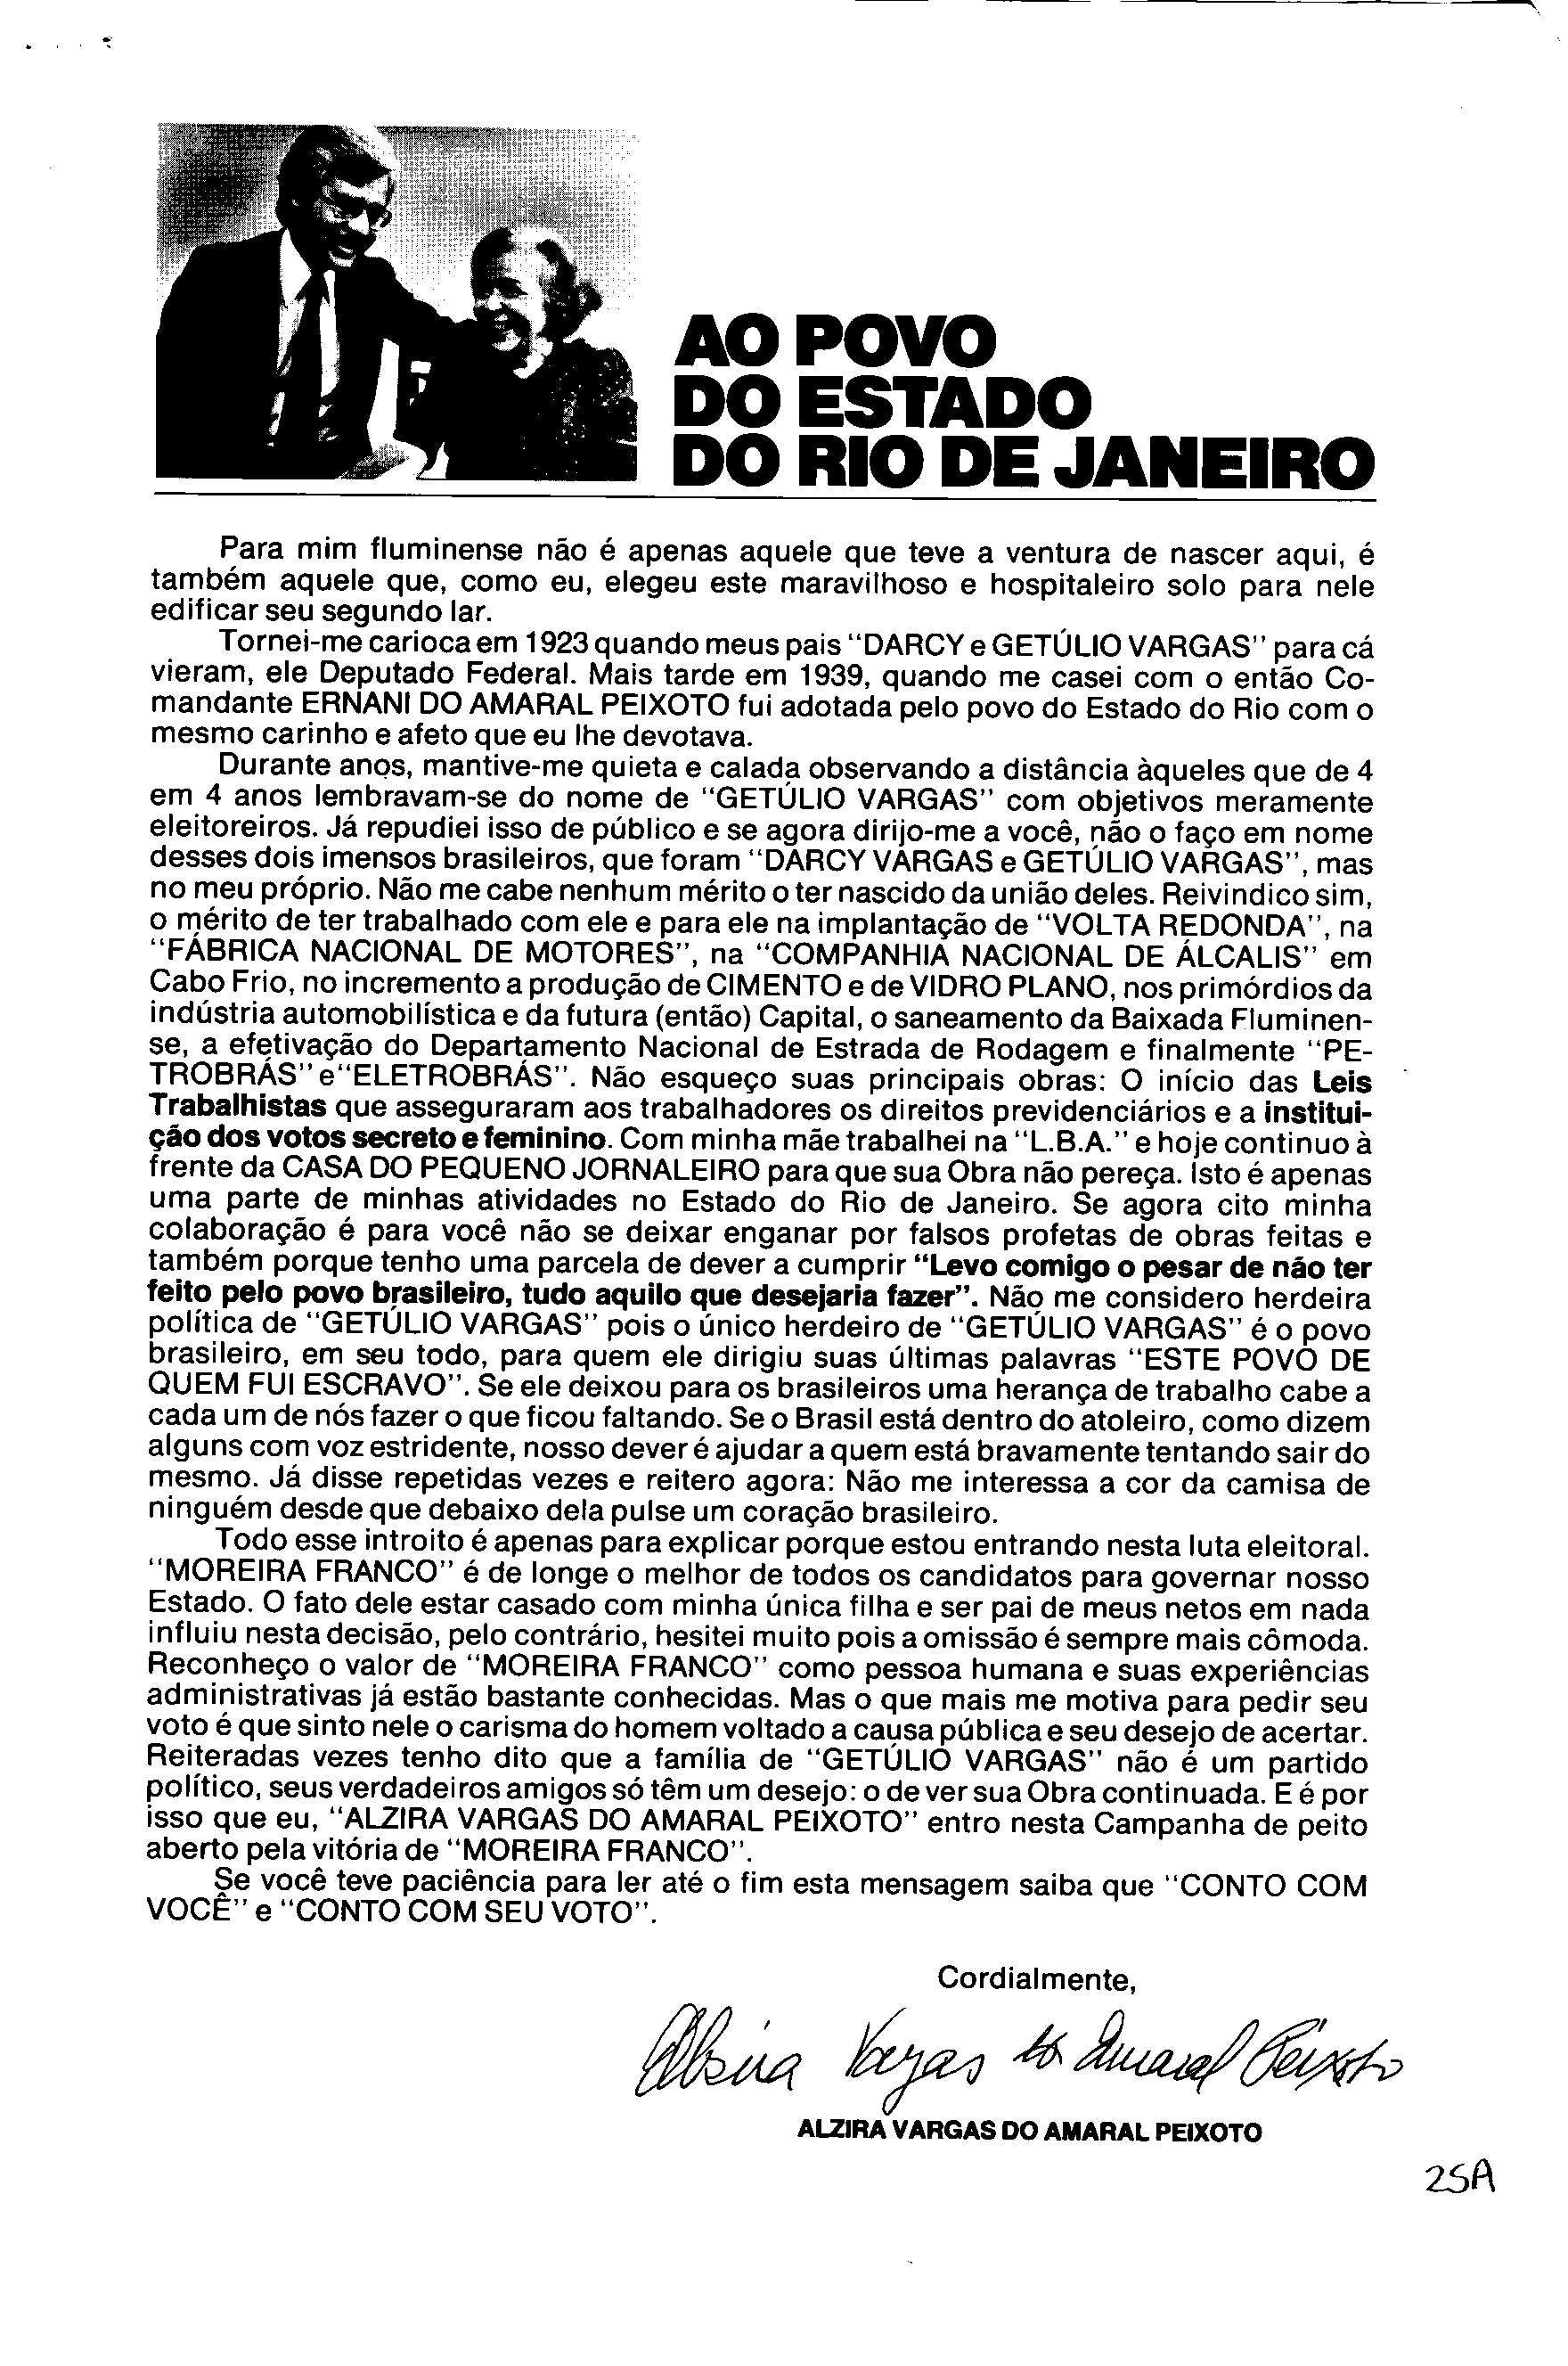 AO POVO
DO ESTADO
DO RIO DE JANEIRO
Para mim fluminense não é apenas aquele que teve a ventura de nascer aqui, é
também aquele que, como eu, elegeu este maravilhoso e hospitaleiro solo para nele
edificar seu segundo lar.
Tornei-me carioca em 1923 quando meus pais "DARCY e GETÚLIO VARGAS" para cá
vieram, ele Deputado Federal. Mais tarde em 1939, quando me casei com o então Co-
mandante ERNANI DO AMARAL PEIXOTO fui adotada pelo povo do Estado do Rio com o
mesmo carinho e afeto que eu lhe devotava.
Durante anos, mantive-me quieta e calada observando a distância àqueles que de 4
em 4 anos lembravam-se do nome de "GETÚLIO VARGAS" com objetivos meramente
eleitoreiros. Já repudiei isso de público e se agora dirijo-me a você, não o faço em nome
desses dois imensos brasileiros, que foram "DARCY VARGAS e GETÚLIO VARGAS", mas
no meu próprio. Não me cabe nenhum mérito o ter nascido da união deles. Reivindico sim,
o mérito de ter trabalhado com ele e para ele na implantação de "VOLTA REDONDA", na
"FÁBRICA NACIONAL DE MOTORES", na "COMPANHIA NACIONAL DE ÁLCALIS" em
Cabo Frio, no incremento a produção de CIMENTO e de VIDRO PLANO, nos primórdios da
indústria automobilística e da futura (então) Capital, o saneamento da Baixada Fluminen-
se, a efetivação do Departamento Nacional de Estrada de Rodagem e finalmente "PE-
TROBRÁS" e "ELETROBRÁS". Não esqueço suas principais obras: O início das Leis
Trabalhistas que asseguraram aos trabalhadores os direitos previdenciários e a institui-
ção dos votos secreto e feminino. Com minha mãe trabalhei na "L.B.A." e hoje continuo à
frente da CASA DO PEQUENO JORNALEIRO para que sua Obra não pereça. Isto é apenas
uma parte de minhas atividades no Estado do Rio de Janeiro. Se agora cito minha
colaboração é para você não se deixar enganar por falsos profetas de obras feitas e
também porque tenho uma parcela de dever a cumprir "Levo comigo o pesar de não ter
feito pelo povo brasileiro, tudo aquilo que desejaria fazer". Não me considero herdeira
política de "GETÚLIO VARGAS" pois o único herdeiro de "GETÚLIO VARGAS" é o povo
brasileiro, em seu todo, para quem ele dirigiu suas últimas palavras "ESTE POVO DE
QUEM FUI ESCRAVO". Se ele deixou para os brasileiros uma herança de trabalho cabe a
cada um de nós fazer o que ficou faltando. Se o Brasil está dentro do atoleiro, como dizem
alguns com voz estridente, nosso dever é ajudar a quem está bravamente tentando sair do
mesmo. Já disse repetidas vezes e reitero agora: Não me interessa a cor da camisa de
ninguém desde que debaixo dela pulse um coração brasileiro.
Todo esse introito é apenas para explicar porque estou entrando nesta luta eleitoral.
"MOREIRA FRANCO" é de longe o melhor de todos os candidatos para governar nosso
Estado. O fato dele estar casado com minha única filha e ser pai de meus netos em nada
influiu nesta decisão, pelo contrário, hesitei muito pois a omissão é sempre mais cômoda.
Reconheço o valor de "MOREIRA FRANCO" como pessoa humana e suas experiências
administrativas já estão bastante conhecidas. Mas o que mais me motiva para pedir seu
voto é que sinto nele o carisma do homem voltado a causa pública e seu desejo de acertar.
Reiteradas vezes tenho dito que a família de "GETÚLIO VARGAS" não é um partido
político, seus verdadeiros amigos só têm um desejo: o de ver sua Obra continuada. E é por
isso que eu, "ALZIRA VARGAS DO AMARAL PEIXOTO" entro nesta Campanha de peito
aberto pela vitória de "MOREIRA FRANCO".
Se você teve paciência para ler até o fim esta mensagem saiba que "CONTO COM
VOCÊ" e "CONTO COM SEU VOTO".
Cordialmente,
Alzira Vargas do Amaral Peixoto
ALZIRA VARGAS DO AMARAL PEIXOTO
25A